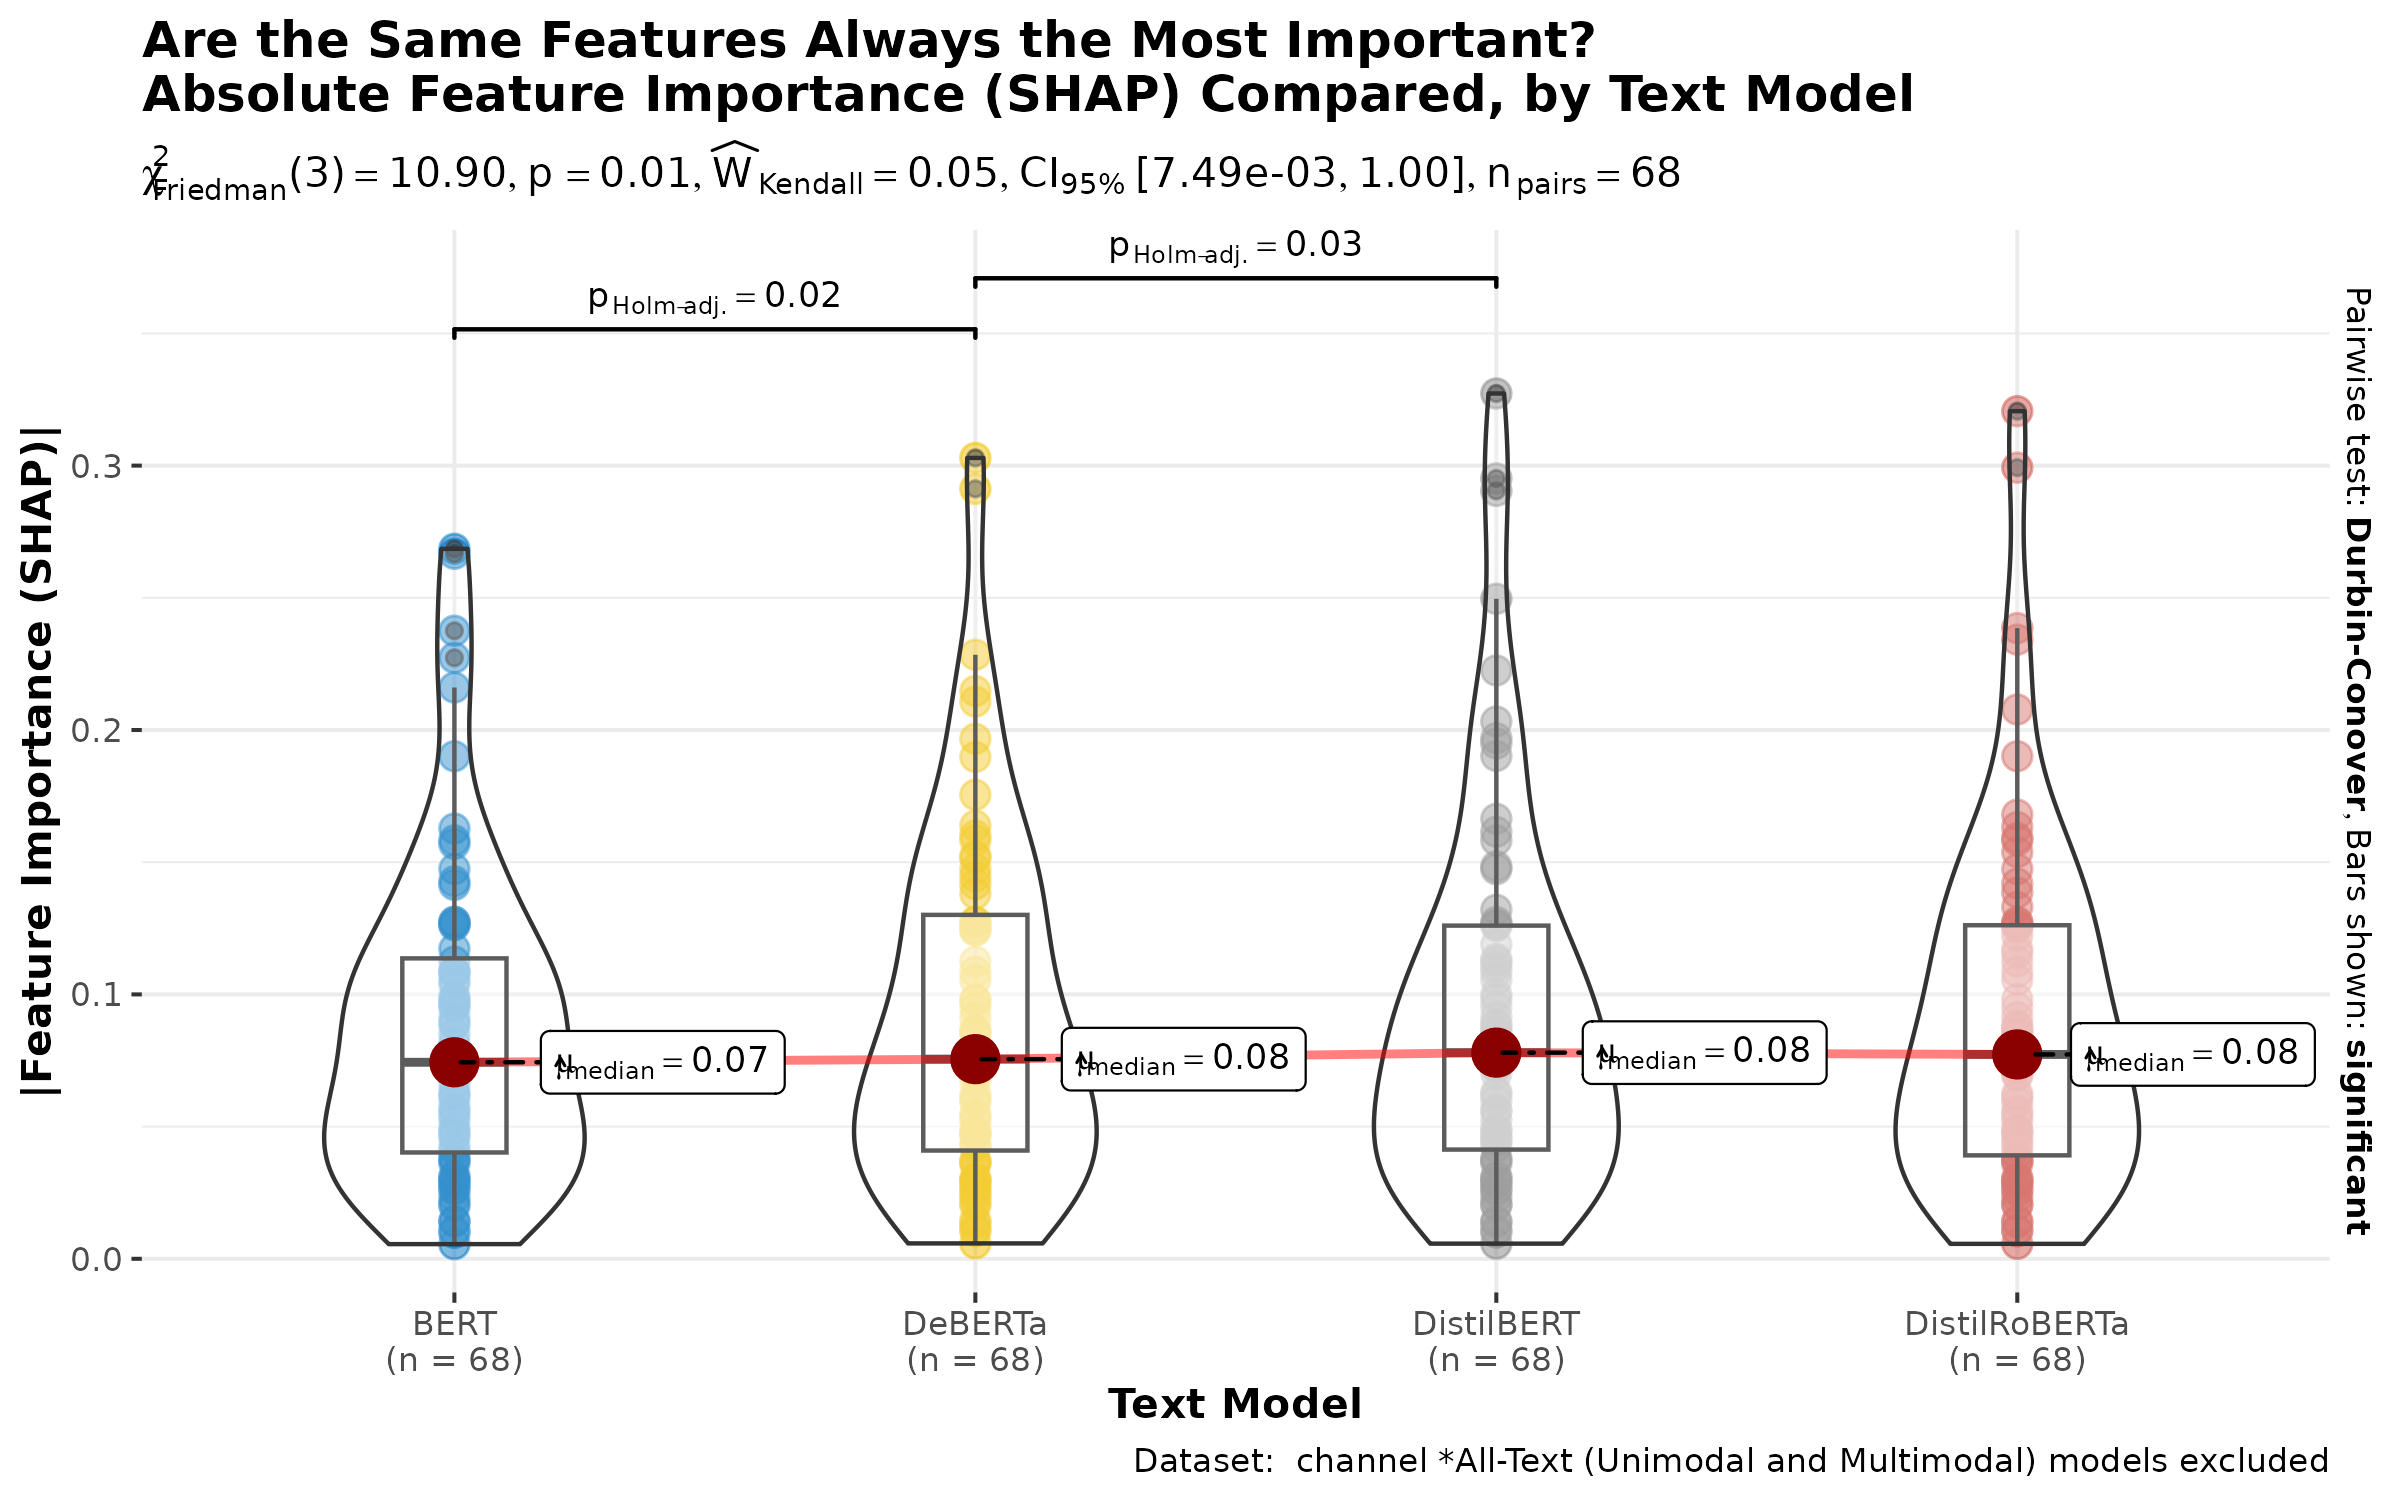 Are the Same Features Always the Most Important?
Absolute Feature Importance (SHAP) Compared, by Text Model
χ²Friedman(3) = 10.90, p = 0.01, ŴKendall = 0.05, CI95% [7.49e-03, 1.00], npairs = 68
pHolm-adj. = 0.03
pHolm-adj. = 0.02
|Feature Importance (SHAP)|
0.3
0.2
0.1
0.0
μ̂median = 0.07
μ̂median = 0.08
μ̂median = 0.08
μ̂median = 0.08
Pairwise test: Durbin-Conover, Bars shown: significant
BERT
(n = 68)
DeBERTa
(n = 68)
DistilBERT
(n = 68)
DistilRoBERTa
(n = 68)
Text Model
Dataset:  channel *All-Text (Unimodal and Multimodal) models excluded